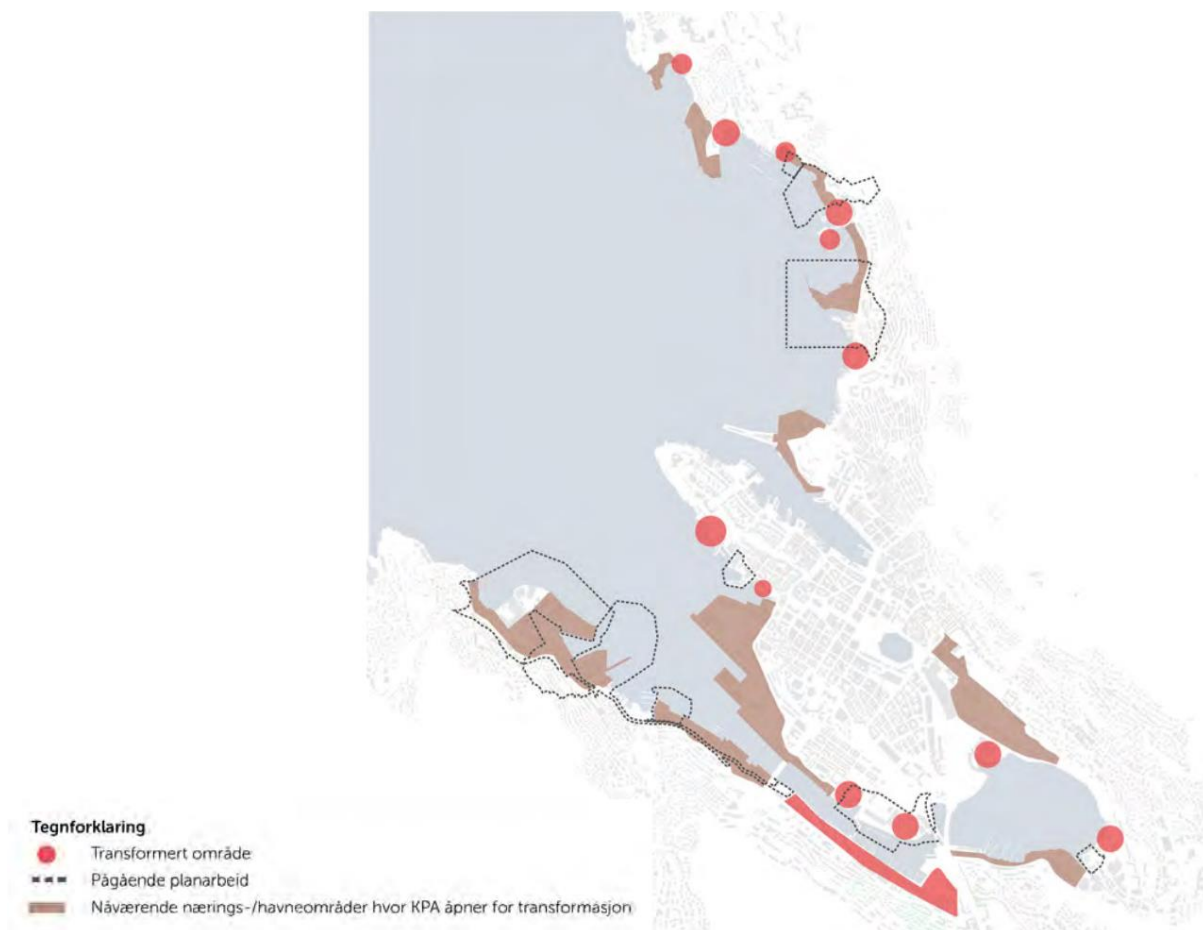 Tegnforklaring
Transformert område
Pågående planarbeid
Nåværende nærings-/havneområder hvor KPA åpner for transformasjon